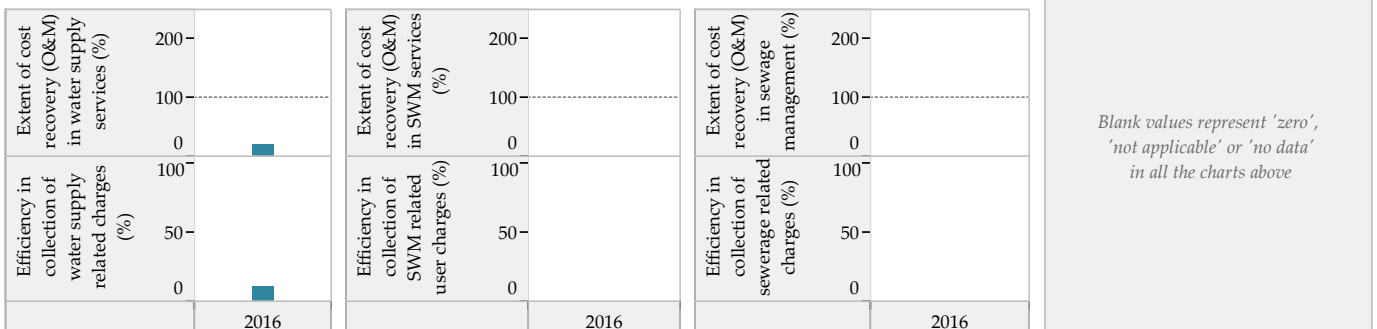 Extent of cost
recovery (O&M)
in water supply
services (%)
200
100
0
Efficiency in
collection of
water supply
related charges
(%)
100
50
0
2016
Extent of cost
recovery (O&M)
in SWM services
(%)
200
100
0
Efficiency in
collection of
SWM related
user charges (%)
100
50
0
2016
Extent of cost
recovery (O&M)
in sewage
management (%)
200
100
0
Efficiency in
collection of
sewerage related
charges (%)
100
50
0
2016
Blank values represent 'zero',
'not applicable' or 'no data'
in all the charts above